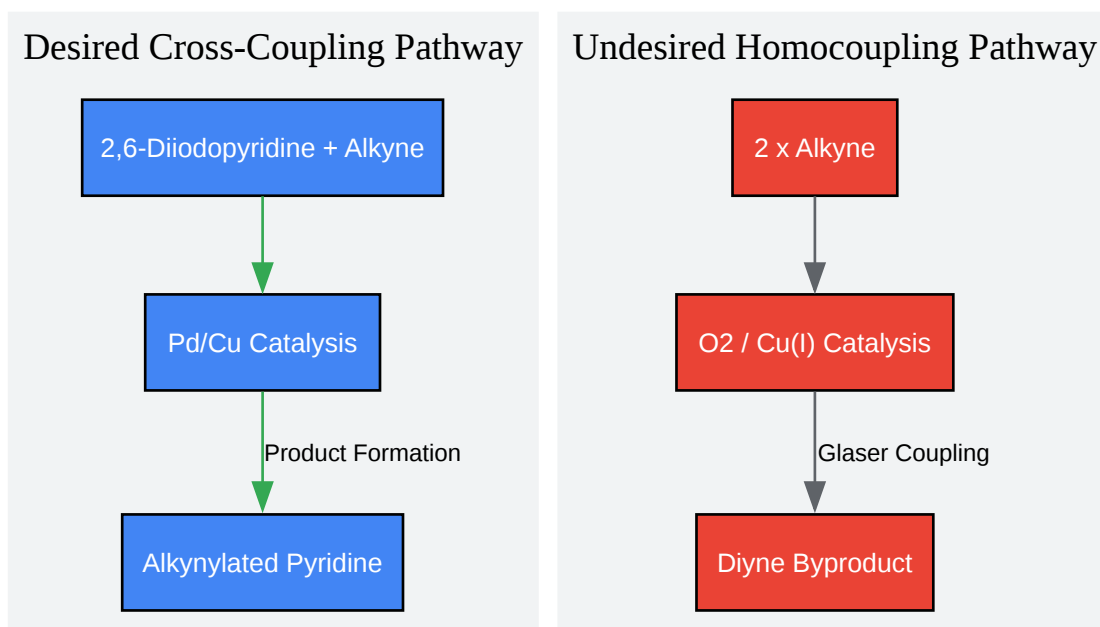 Desired Cross-Coupling Pathway
2,6-Diiodopyridine + Alkyne
Pd/Cu Catalysis
Product Formation
Alkynylated Pyridine
Undesired Homocoupling Pathway
2 x Alkyne
O2 / Cu(I) Catalysis
Glaser Coupling
Diyne Byproduct